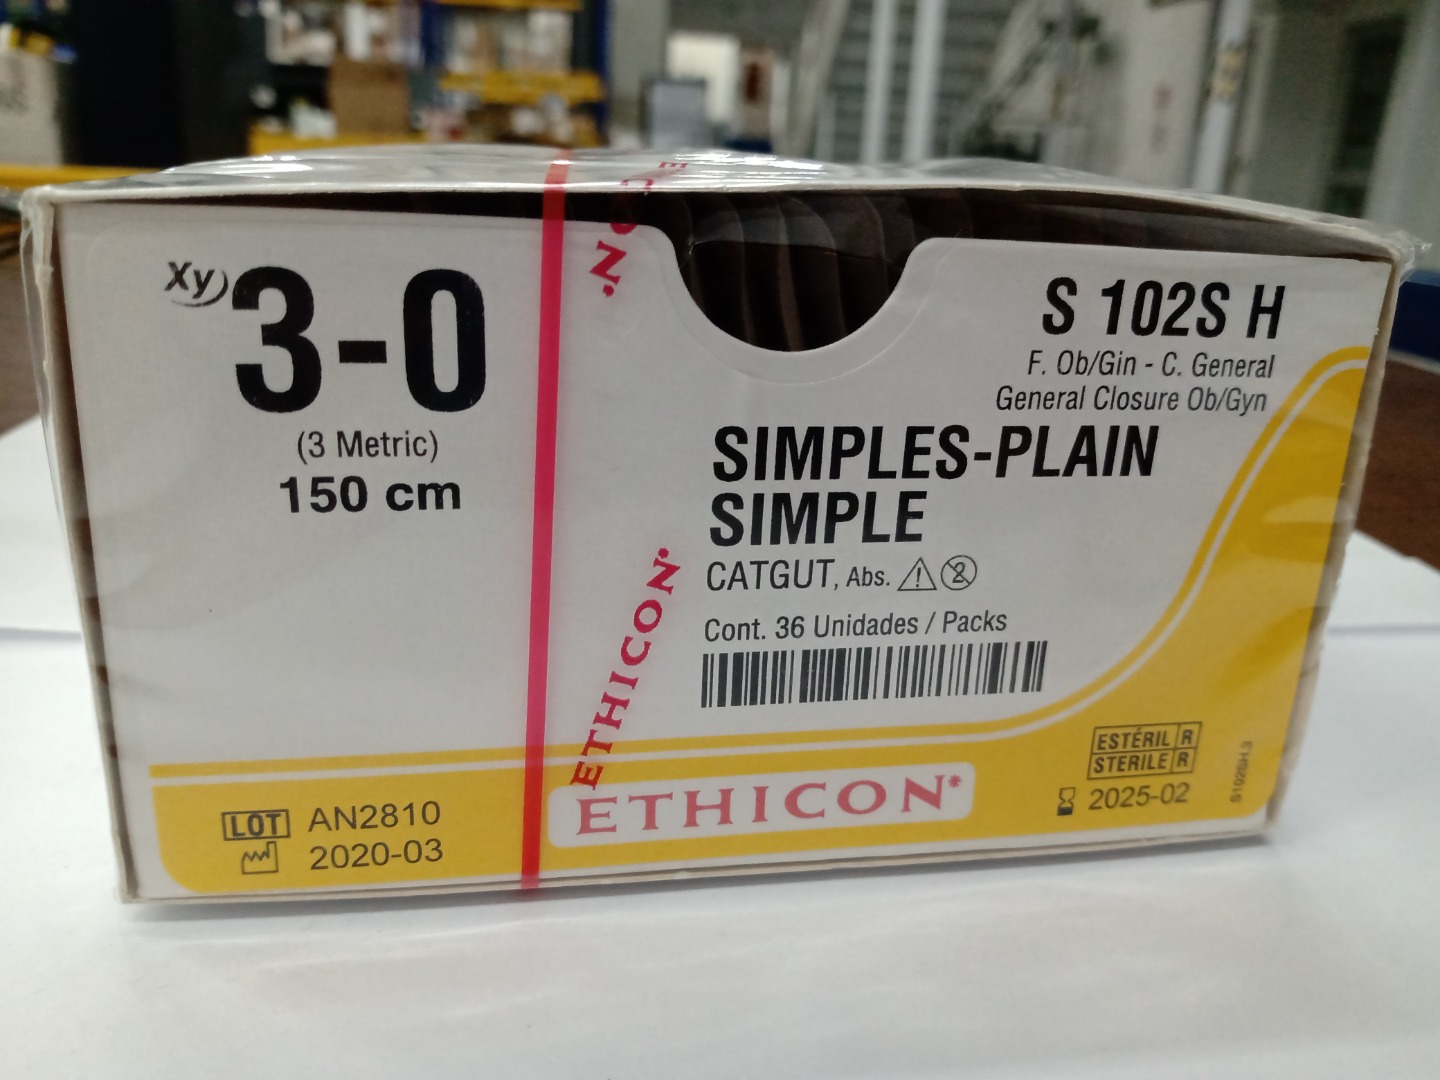 Xy) 3-0
(3 Metric)
150 cm
S 102S H
F. Ob/Gin - C. General
General Closure Ob/Gyn
SIMPLES-PLAIN
SIMPLE
CATGUT, Abs.
Cont. 36 Unidades / Packs
ETHICON*
ETHICON*
LOT AN2810
2020-03
ESTÉRIL R
STERILE R
2025-02